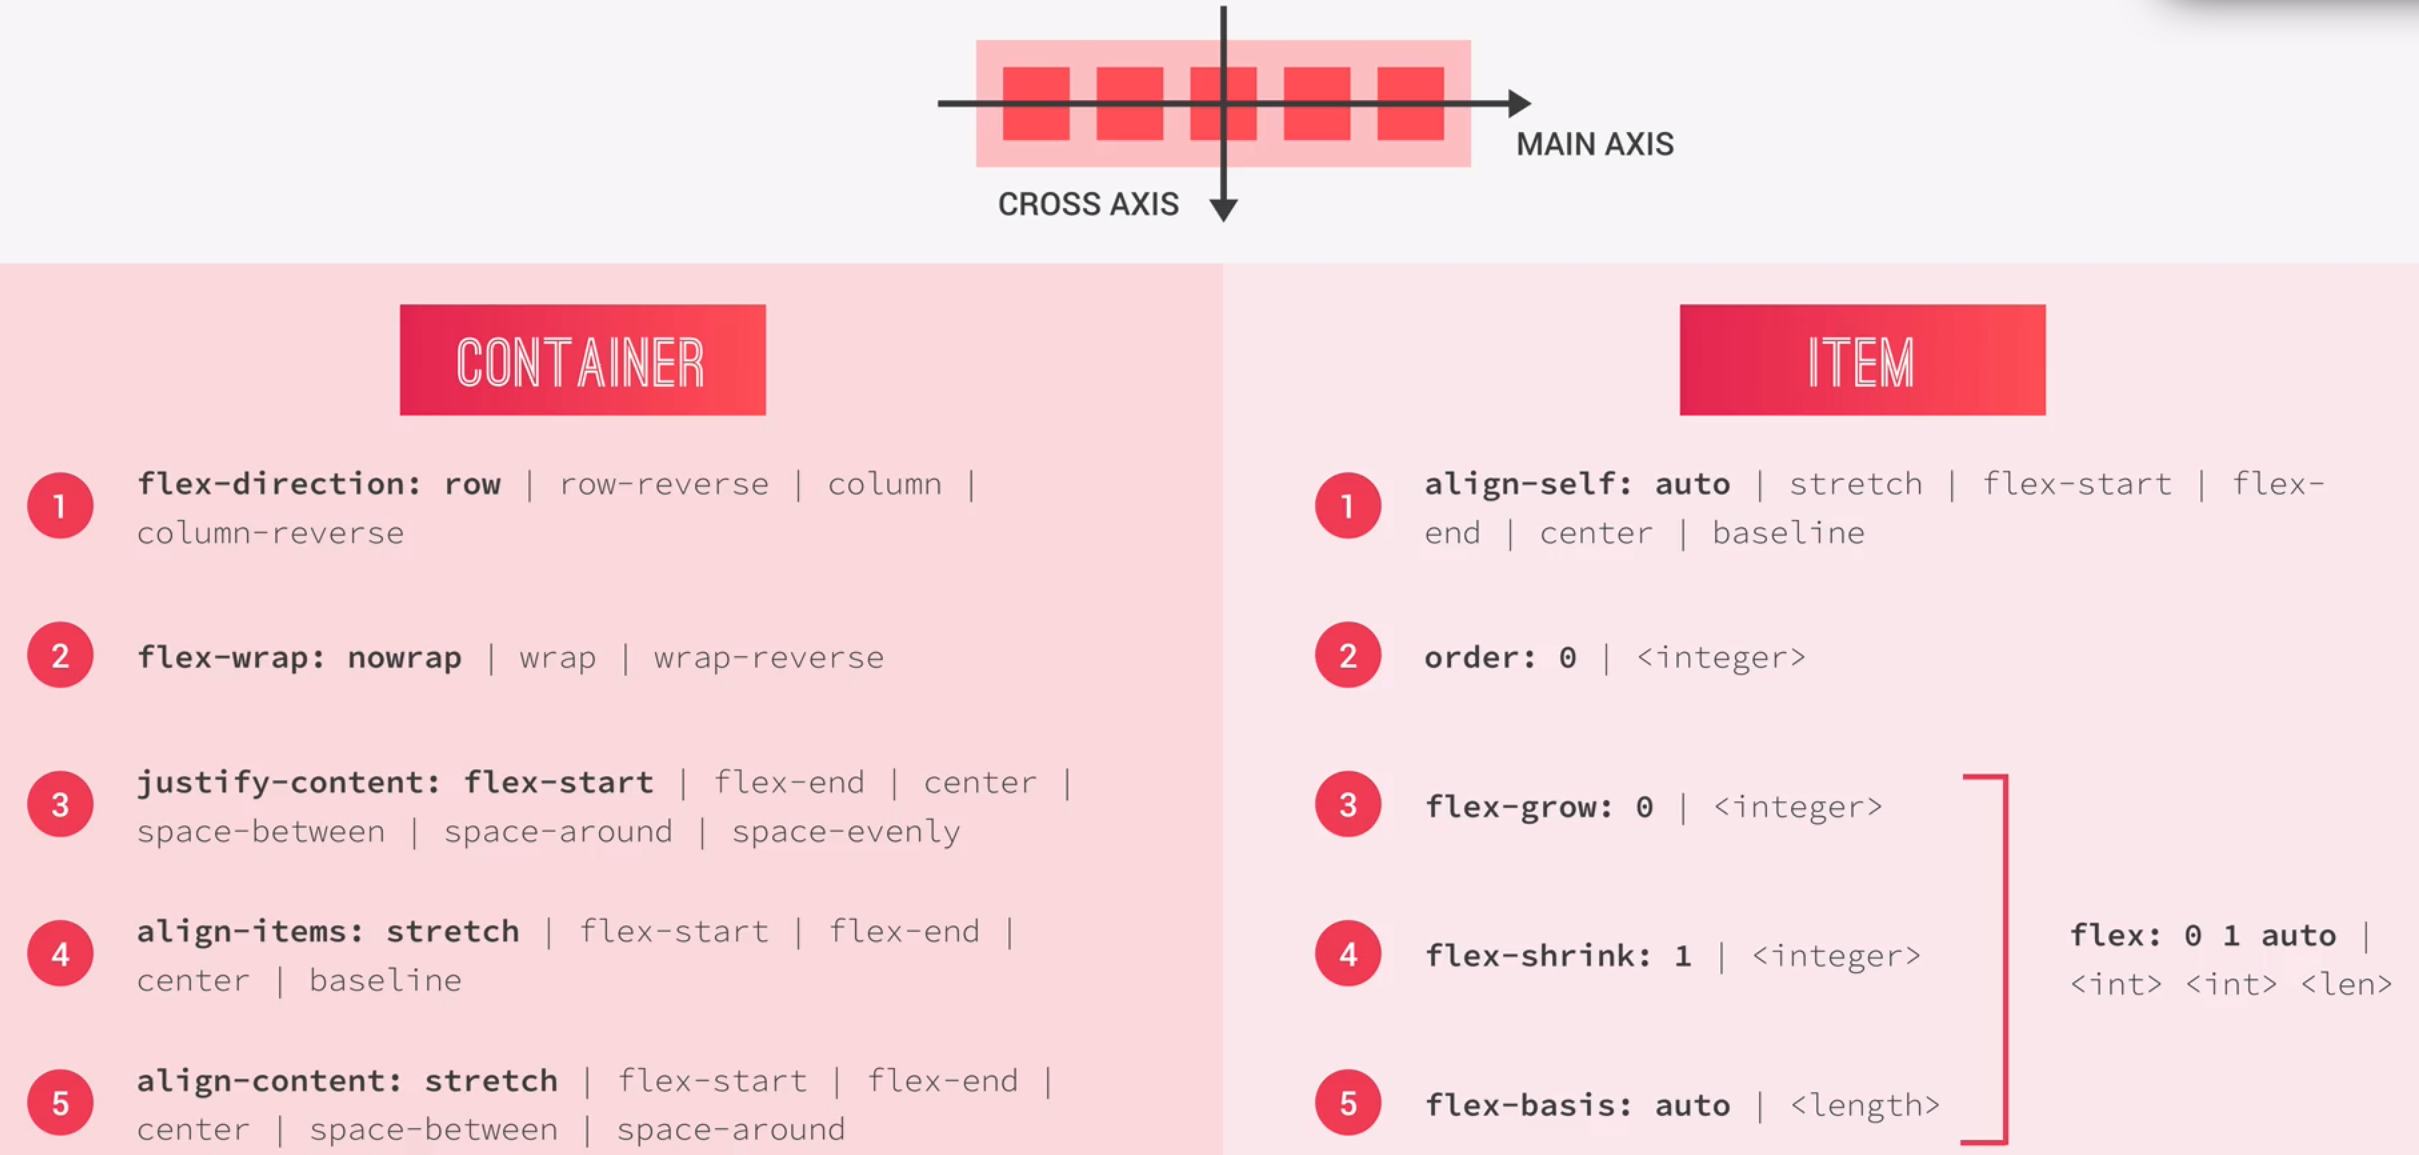 MAIN AXIS
CROSS AXIS
CONTAINER
1
flex-direction: row | row-reverse | column |
column-reverse
2
flex-wrap: nowrap | wrap | wrap-reverse
3
justify-content: flex-start | flex-end | center |
space-between | space-around | space-evenly
4
align-items: stretch | flex-start | flex-end |
center | baseline
5
align-content: stretch | flex-start | flex-end |
center | space-between | space-around
ITEM
1
align-self: auto | stretch | flex-start | flex-
end | center | baseline
2
order: 0 | <integer>
3
flex-grow: 0 | <integer>
4
flex-shrink: 1 | <integer>
5
flex-basis: auto | <length>
flex: 0 1 auto |
<int> <int> <len>